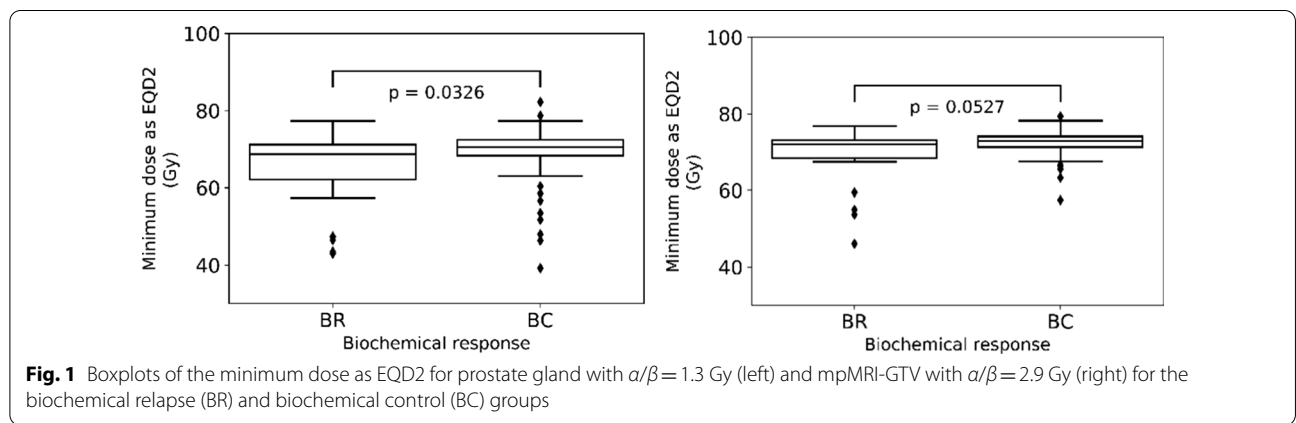 100
80
60
40
Minimum dose as EQD2
(Gy)
p = 0.0326
BR
BC
Biochemical response
100
80
60
40
Minimum dose as EQD2
(Gy)
p = 0.0527
BR
BC
Biochemical response
Fig. 1 Boxplots of the minimum dose as EQD2 for prostate gland with α/β = 1.3 Gy (left) and mpMRI-GTV with α/β = 2.9 Gy (right) for the
biochemical relapse (BR) and biochemical control (BC) groups